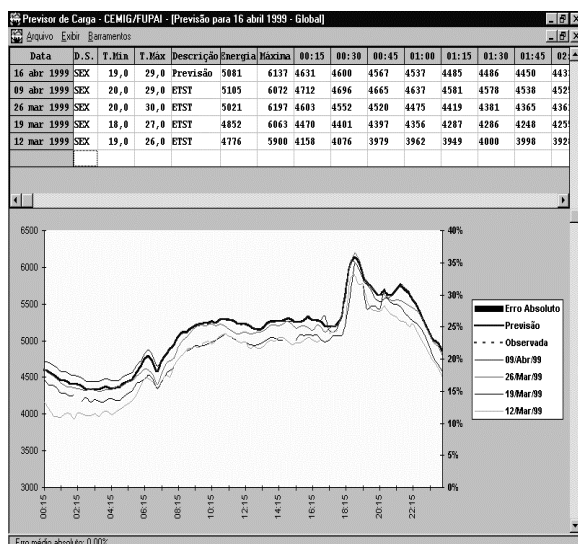 Previsor de Carga - CEMIG/FUPAI - [Previsão para 16 abril 1999 - Global]
Arquivo Exibir Barramentos
Data D.S. T.Min T.Máx Descrição Energia Máxima 00:15 00:30 00:45 01:00 01:15 01:30 01:45 02:
16 abr 1999 SEX 19,0 29,0 Previsão 5081 6137 4631 4600 4567 4537 4485 4486 4450 443
09 abr 1999 SEX 20,0 29,0 ETST 5105 6072 4712 4696 4665 4637 4581 4578 4538 452
26 mar 1999 SEX 20,0 30,0 ETST 5021 6197 4603 4552 4520 4475 4419 4381 4365 436
19 mar 1999 SEX 18,0 27,0 ETST 4852 6063 4470 4401 4397 4356 4287 4286 4248 425
12 mar 1999 SEX 19,0 26,0 ETST 4776 5900 4158 4076 3979 3962 3949 4000 3998 392
6500 40%
6000 35%
5500 30%
25%
5000 20%
4500 15%
4000 10%
3500 5%
3000 0%
00:15 02:15 04:15 06:15 08:15 10:15 12:15 14:15 16:15 18:15 20:15 22:15
Erro Absoluto
Previsão
Observada
09/Abr/99
26/Mar/99
19/Mar/99
12/Mar/99
Erro médio absoluto: 0,00%